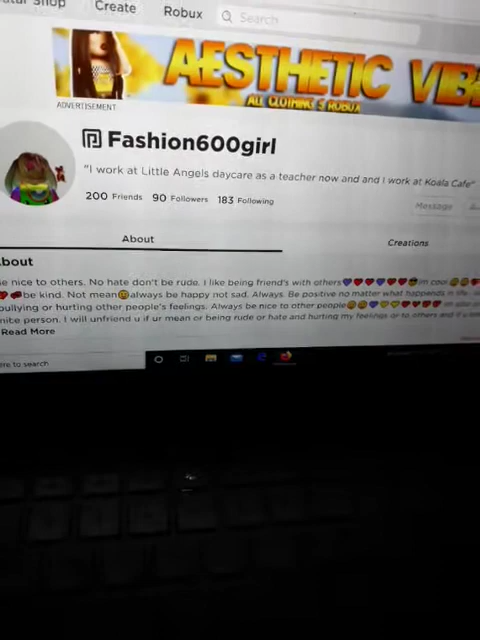 Shop Create Robux Search
AESTHETIC VIBE
ALL CLOTHING 5 ROBUX
ADVERTISEMENT
Fashion600girl
"I work at Little Angels daycare as a teacher now and and I work at Koala Cafe"
200 Friends 90 Followers 183 Following
Message
About Creations
bout
e nice to others. No hate don't be rude. I like being friend's with others💜❤️❤️💜❤️❤️❤️😎im cool😀😀❤️
❤️❤️be kind. Not mean😀always be happy not sad. Always. Be positive no matter what happends in life
bullying or hurting other people's feelings. Always be nice to other people
nite person. I will unfriend u if ur mean or being rude or hate and hurting my feelings or to others and
Read More
ere to search